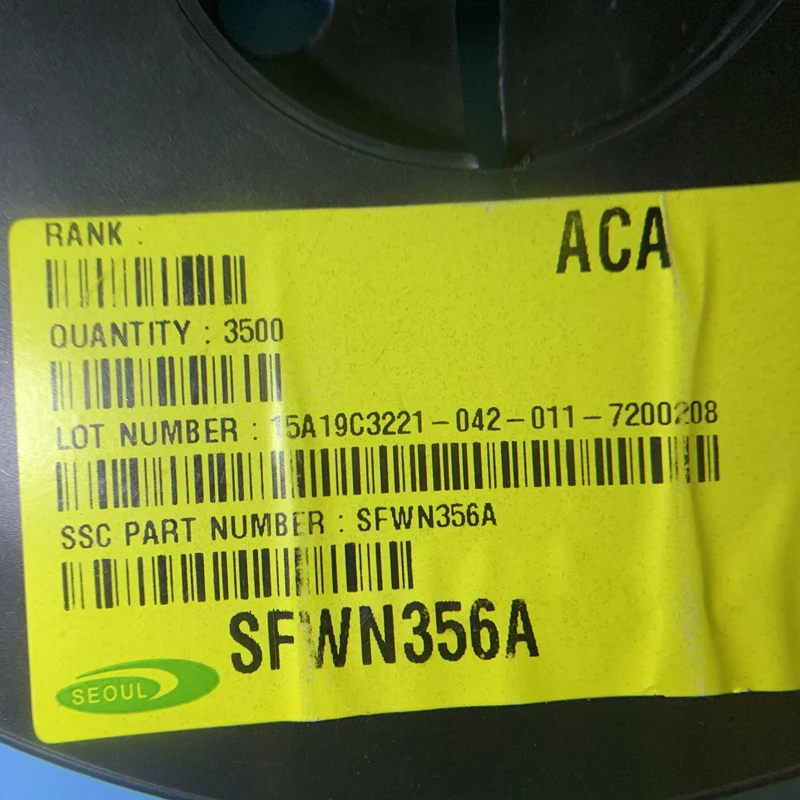 RANK :
ACA
QUANTITY : 3500
LOT NUMBER : 15A19C3221-042-011-7200208
SSC PART NUMBER : SFWN356A
SFWN356A
SEOUL